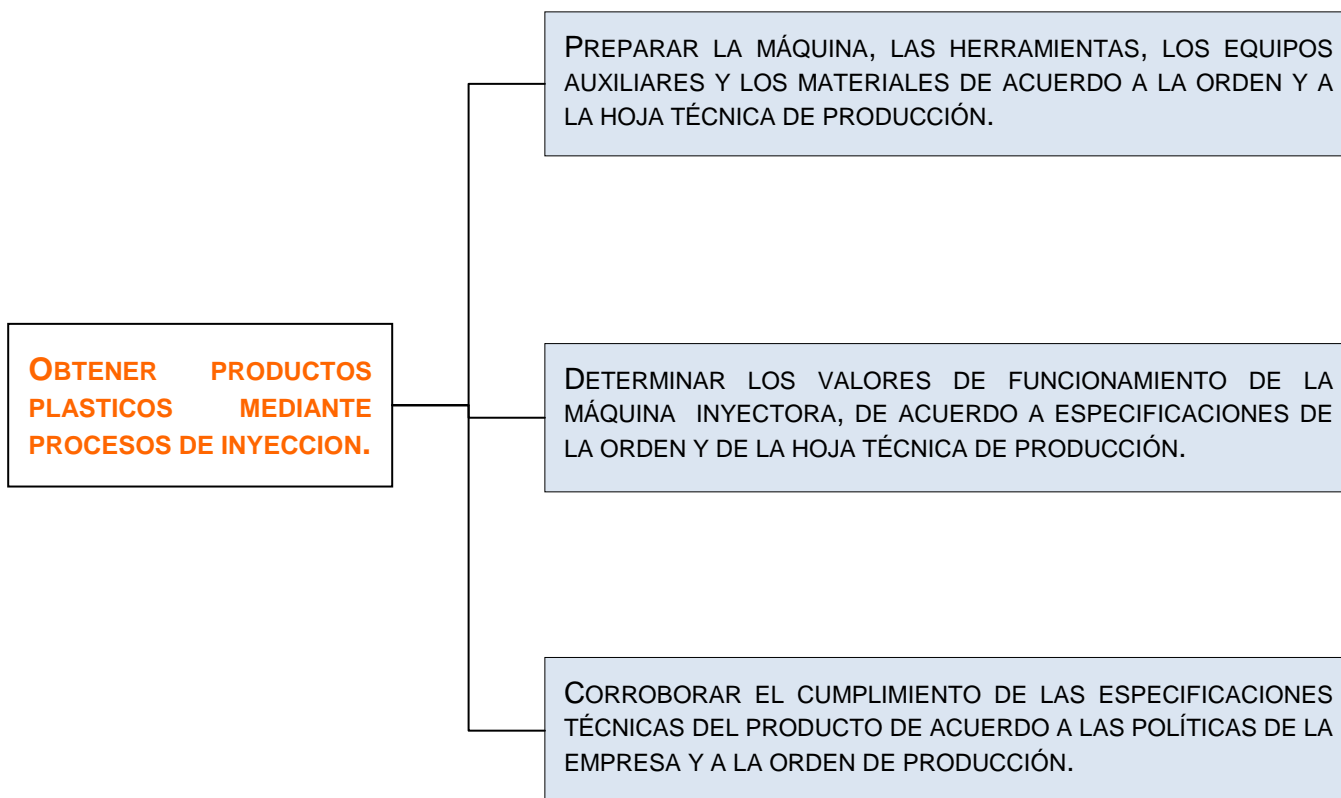 PREPARAR LA MÁQUINA, LAS HERRAMIENTAS, LOS EQUIPOS
AUXILIARES Y LOS MATERIALES DE ACUERDO A LA ORDEN Y A
LA HOJA TÉCNICA DE PRODUCCIÓN.
OBTENER PRODUCTOS
PLASTICOS MEDIANTE
PROCESOS DE INYECCION.
DETERMINAR LOS VALORES DE FUNCIONAMIENTO DE LA
MÁQUINA INYECTORA, DE ACUERDO A ESPECIFICACIONES DE
LA ORDEN Y DE LA HOJA TÉCNICA DE PRODUCCIÓN.
CORROBORAR EL CUMPLIMIENTO DE LAS ESPECIFICACIONES
TÉCNICAS DEL PRODUCTO DE ACUERDO A LAS POLÍTICAS DE LA
EMPRESA Y A LA ORDEN DE PRODUCCIÓN.